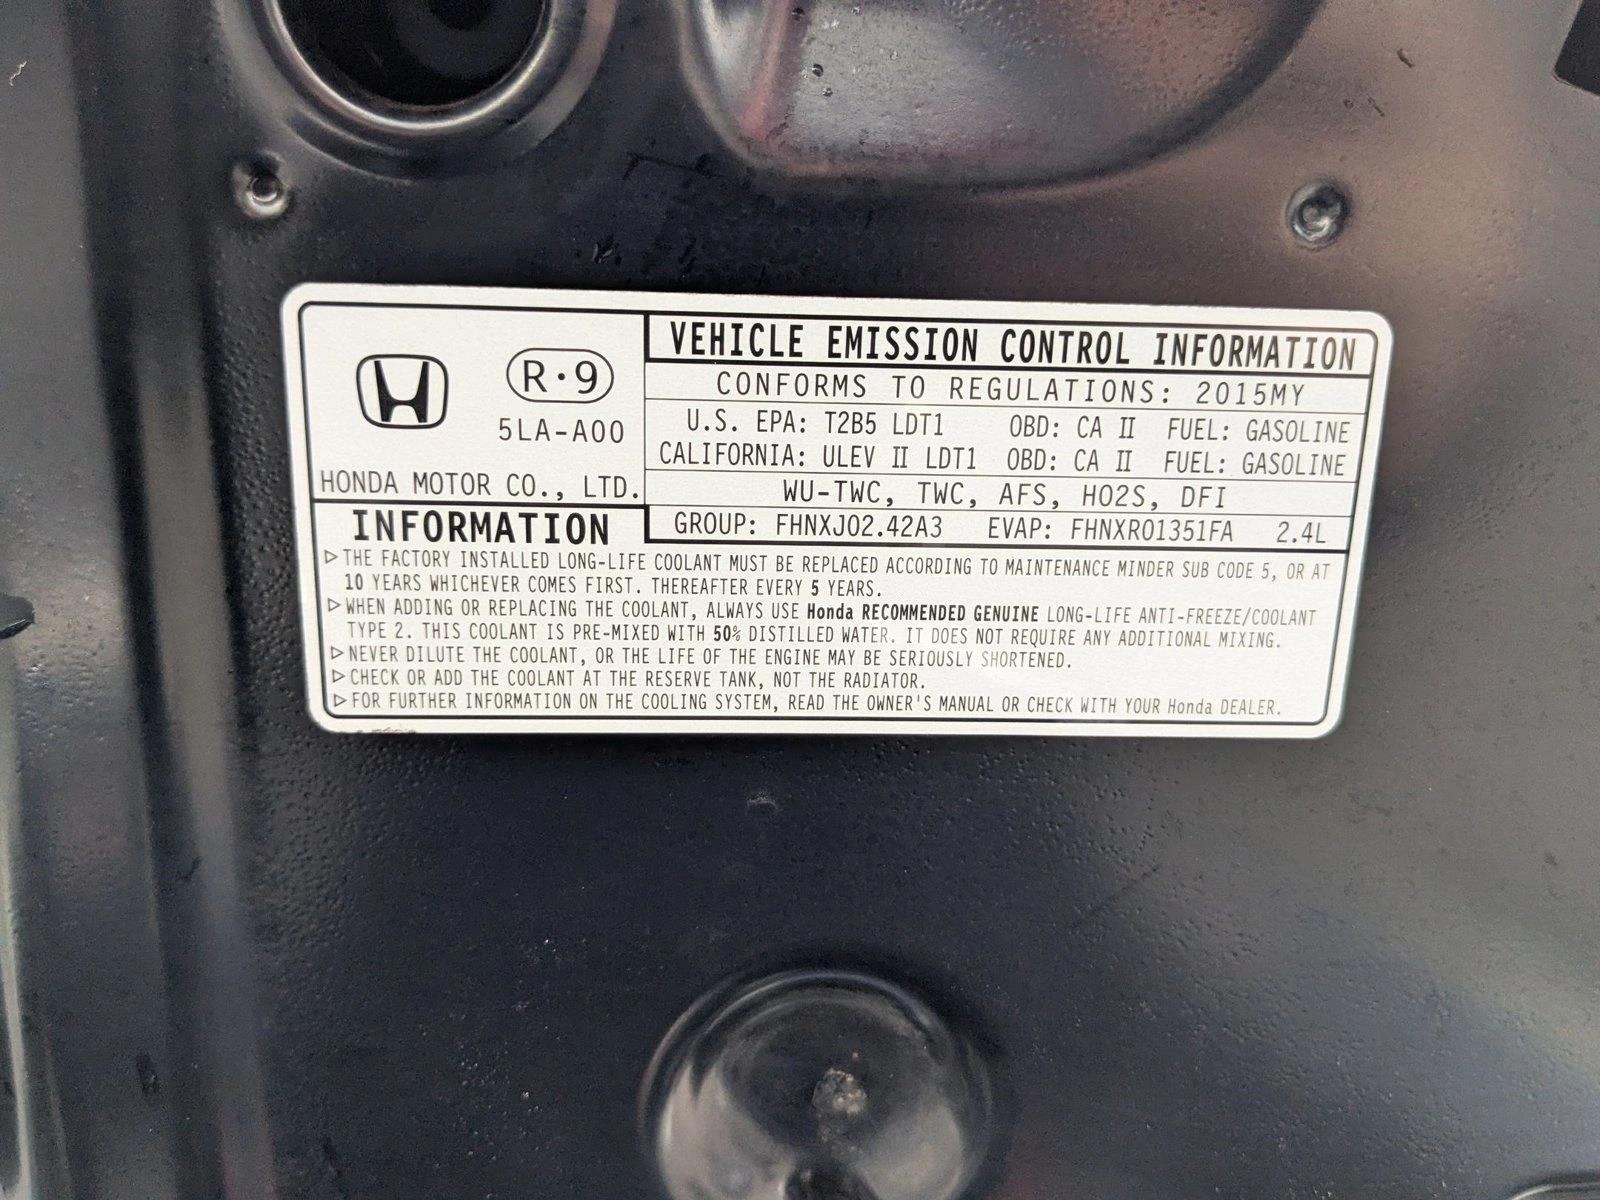 R·9
5LA-A00
HONDA MOTOR CO., LTD.
VEHICLE EMISSION CONTROL INFORMATION
CONFORMS TO REGULATIONS: 2015MY
U.S. EPA: T2B5 LDT1 OBD: CA II FUEL: GASOLINE
CALIFORNIA: ULEV II LDT1 OBD: CA II FUEL: GASOLINE
WU-TWC, TWC, AFS, HO2S, DFI
GROUP: FHNXJ02.42A3 EVAP: FHNXR01351FA 2.4L
INFORMATION
▷THE FACTORY INSTALLED LONG-LIFE COOLANT MUST BE REPLACED ACCORDING TO MAINTENANCE MINDER SUB CODE 5, OR AT
10 YEARS WHICHEVER COMES FIRST. THEREAFTER EVERY 5 YEARS.
▷WHEN ADDING OR REPLACING THE COOLANT, ALWAYS USE Honda RECOMMENDED GENUINE LONG-LIFE ANTI-FREEZE/COOLANT
TYPE 2. THIS COOLANT IS PRE-MIXED WITH 50% DISTILLED WATER. IT DOES NOT REQUIRE ANY ADDITIONAL MIXING.
▷NEVER DILUTE THE COOLANT, OR THE LIFE OF THE ENGINE MAY BE SERIOUSLY SHORTENED.
▷CHECK OR ADD THE COOLANT AT THE RESERVE TANK, NOT THE RADIATOR.
▷FOR FURTHER INFORMATION ON THE COOLING SYSTEM, READ THE OWNER'S MANUAL OR CHECK WITH YOUR Honda DEALER.